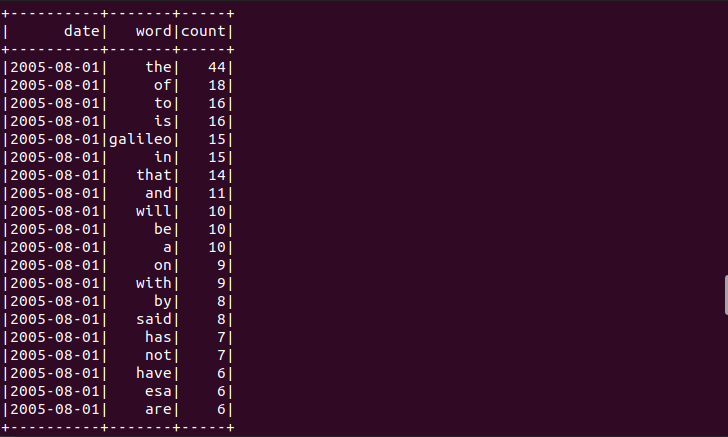 +----------+-------+-----+
|      date|   word|count|
+----------+-------+-----+
|2005-08-01|    the|   44|
|2005-08-01|     of|   18|
|2005-08-01|     to|   16|
|2005-08-01|     is|   16|
|2005-08-01|galileo|   15|
|2005-08-01|     in|   15|
|2005-08-01|   that|   14|
|2005-08-01|    and|   11|
|2005-08-01|   will|   10|
|2005-08-01|     be|   10|
|2005-08-01|      a|   10|
|2005-08-01|     on|    9|
|2005-08-01|   with|    9|
|2005-08-01|     by|    8|
|2005-08-01|   said|    8|
|2005-08-01|    has|    7|
|2005-08-01|    not|    7|
|2005-08-01|   have|    6|
|2005-08-01|    esa|    6|
|2005-08-01|    are|    6|
+----------+-------+-----+